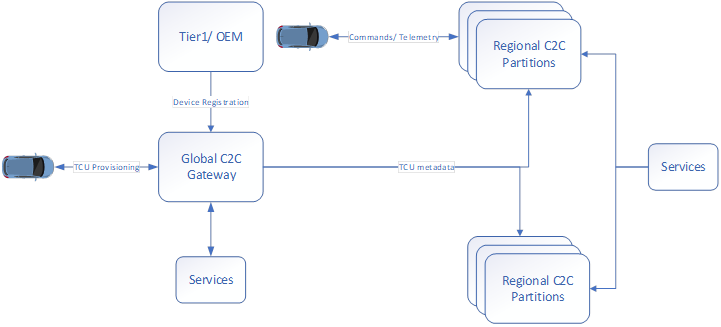 Tier1/ OEM
Commands/ Telemetry
Regional C2C
Partitions
Device Registration
Global C2C
Gateway
TCU Provisioning
TCU metadata
Services
Services
Regional C2C
Partitions